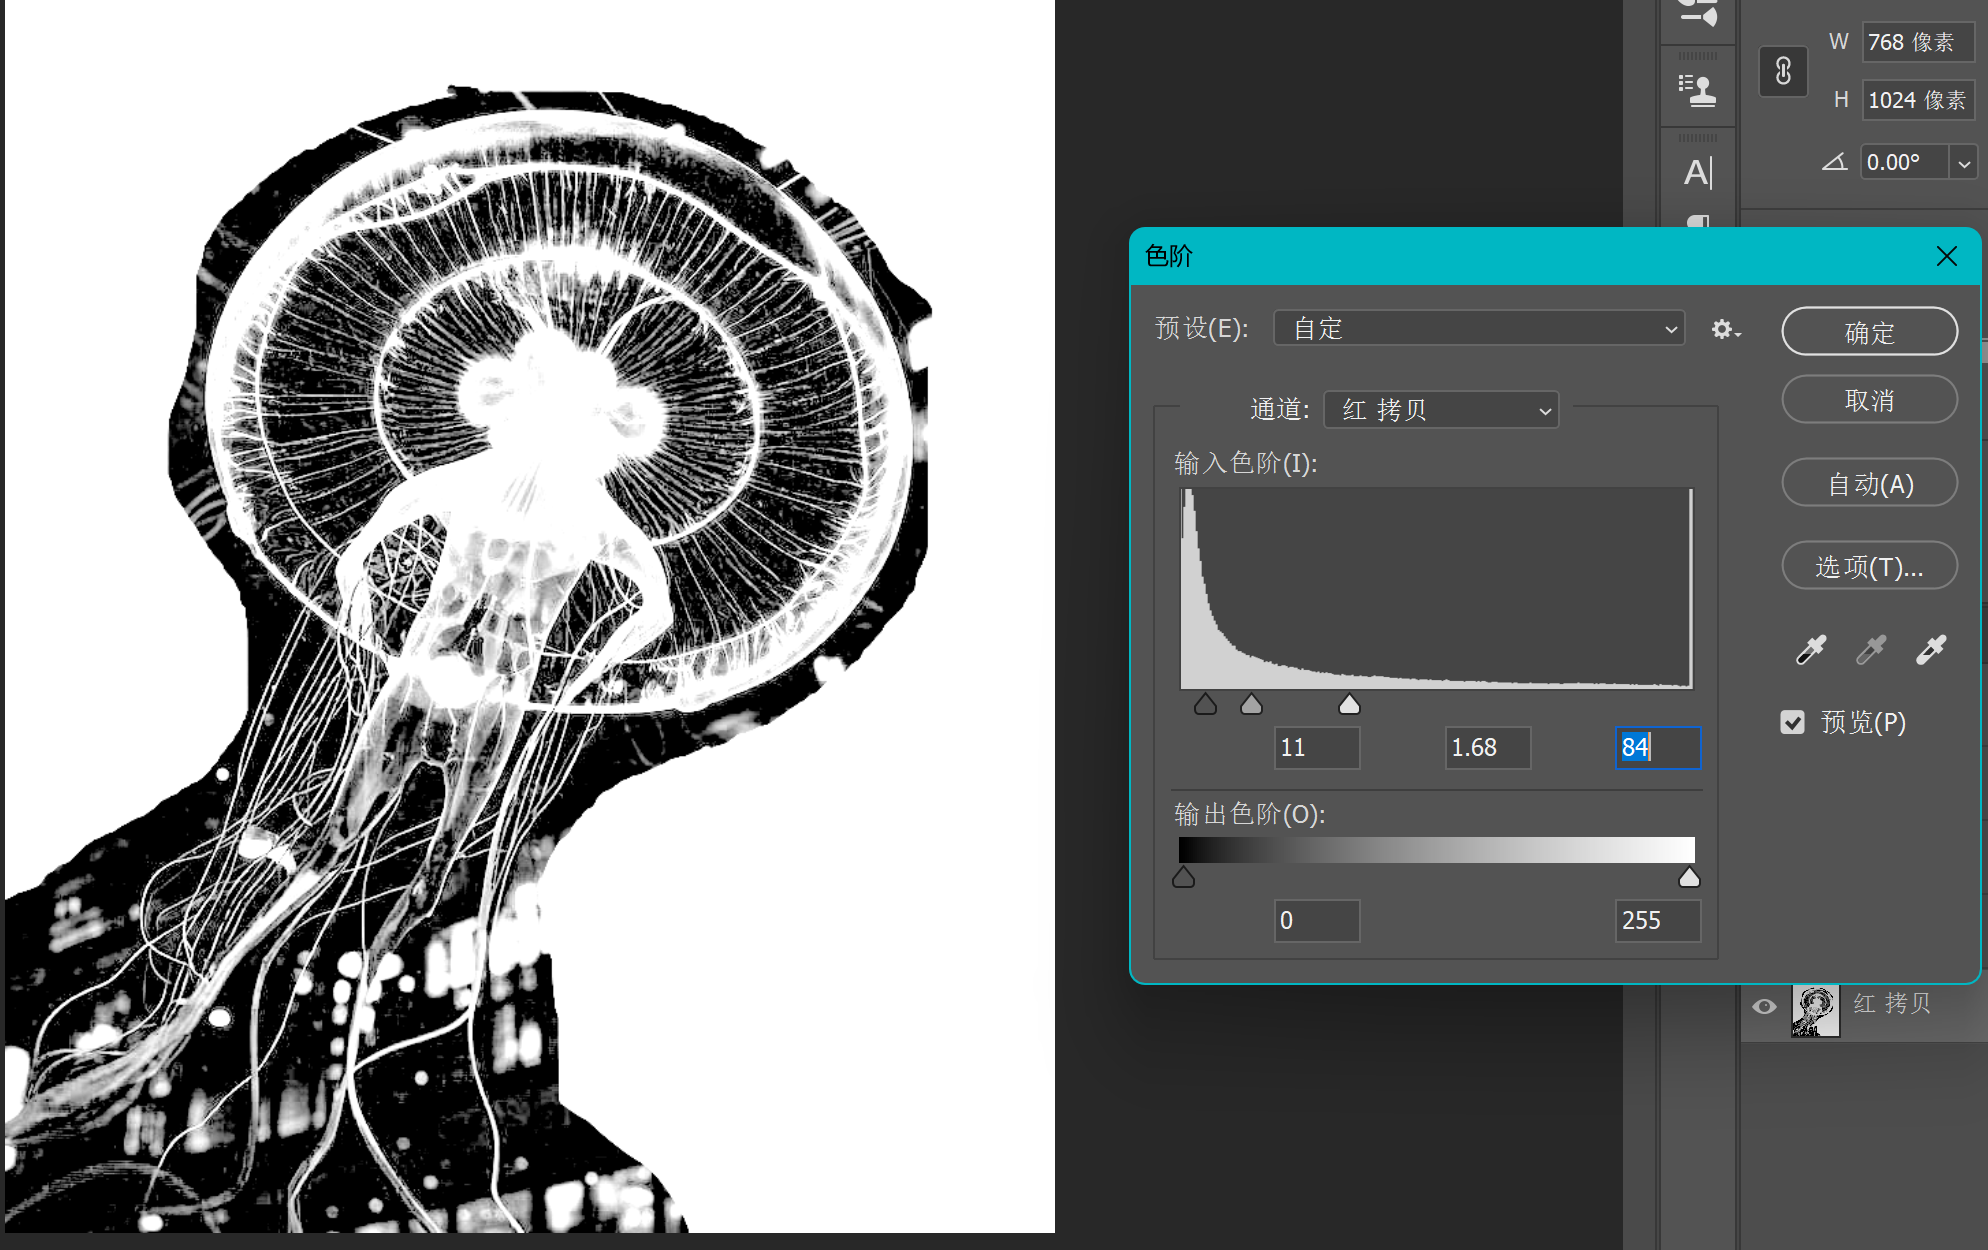 W 768 像素
H 1024 像素
0.00°
A
色阶
预设(E): 自定
确定
通道: 红 拷贝
取消
输入色阶(I):
自动(A)
选项(T)...
11 1.68 84
预览(P)
输出色阶(O):
0 255
红 拷贝